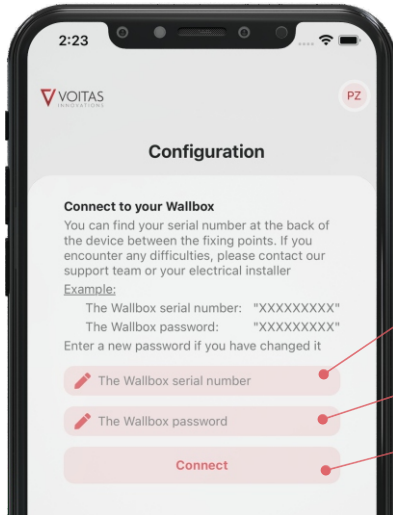 2:23
VOITAS
INNOVATIONS
PZ
Configuration
Connect to your Wallbox
You can find your serial number at the back of
the device between the fixing points. If you
encounter any difficulties, please contact our
support team or your electrical installer
Example:
The Wallbox serial number: "XXXXXXXXX"
The Wallbox password: "XXXXXXXXX"
Enter a new password if you have changed it
The Wallbox serial number
The Wallbox password
Connect